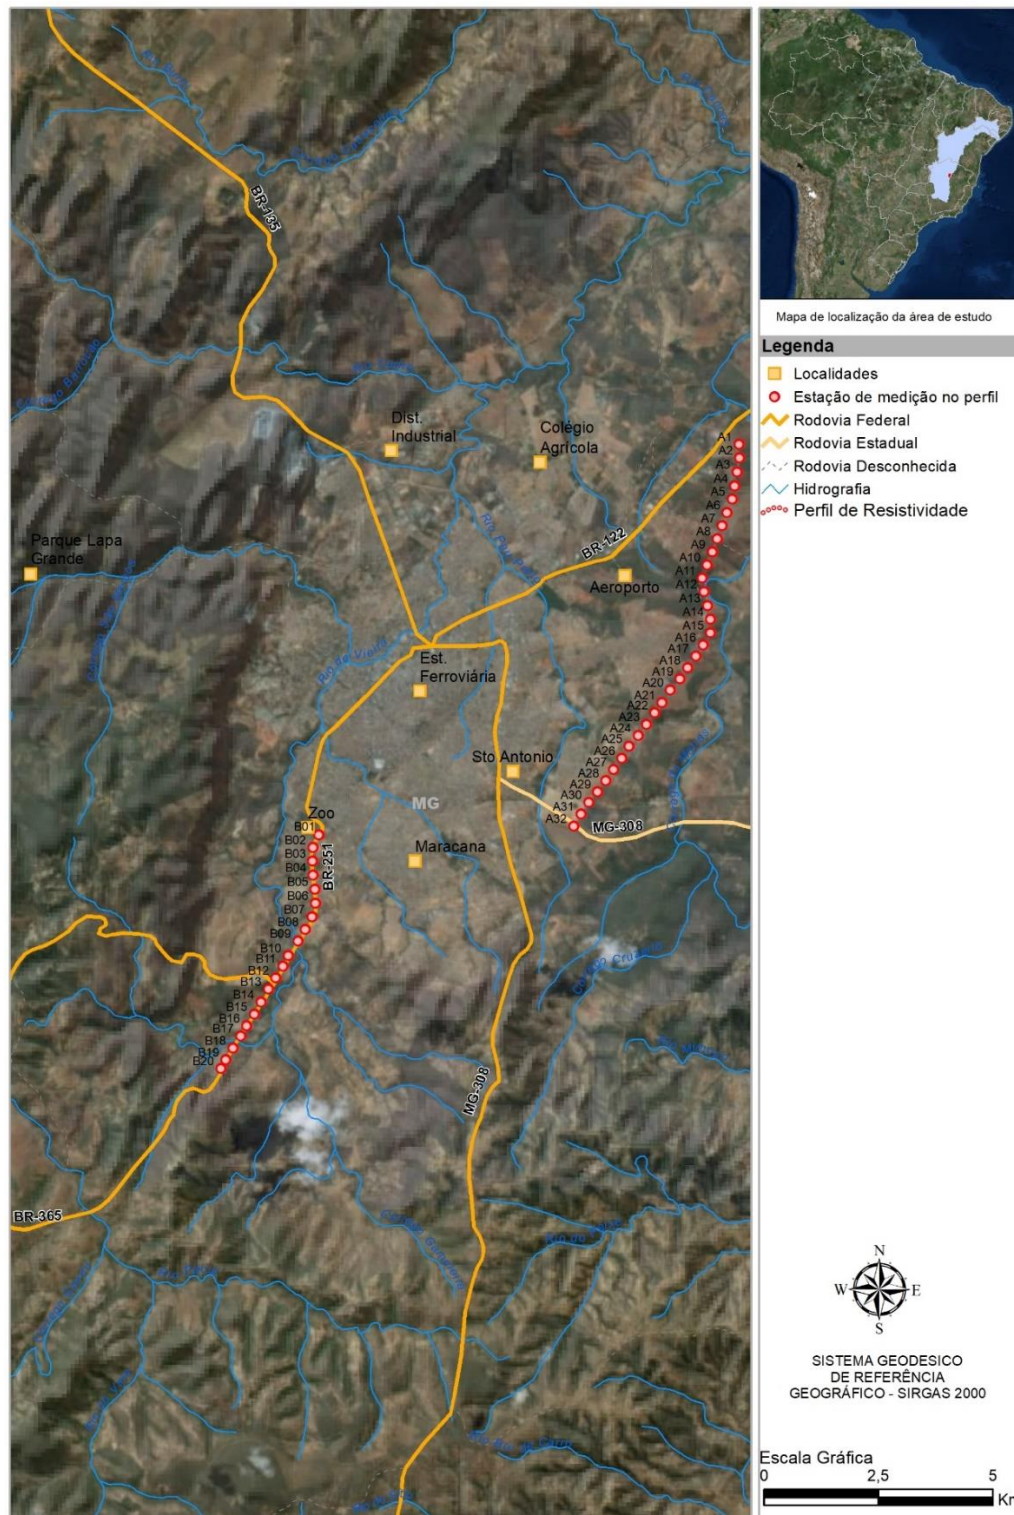 BR-135
Dist.
Industrial
Colégio
Agrícola
Parque Lapa
Grande
BR-122
Aeroporto
Rio do Vieira
Est.
Ferroviária
Sto Antonio
MG
Zoo
Maracana
BR-251
MG-308
MG-308
BR-365
A1
A2
A3
A4
A5
A6
A7
A8
A9
A10
A11
A12
A13
A14
A15
A16
A17
A18
A19
A20
A21
A22
A23
A24
A25
A26
A27
A28
A29
A30
A31
A32
B01
B02
B03
B04
B05
B06
B07
B08
B09
B10
B11
B12
B13
B14
B15
B16
B17
B18
B19
B20
Mapa de localização da área de estudo
Legenda
Localidades
Estação de medição no perfil
Rodovia Federal
Rodovia Estadual
Rodovia Desconhecida
Hidrografia
Perfil de Resistividade
N
W E
S
SISTEMA GEODESICO
DE REFERÊNCIA
GEOGRÁFICO - SIRGAS 2000
Escala Gráfica
0 2,5 5
Km